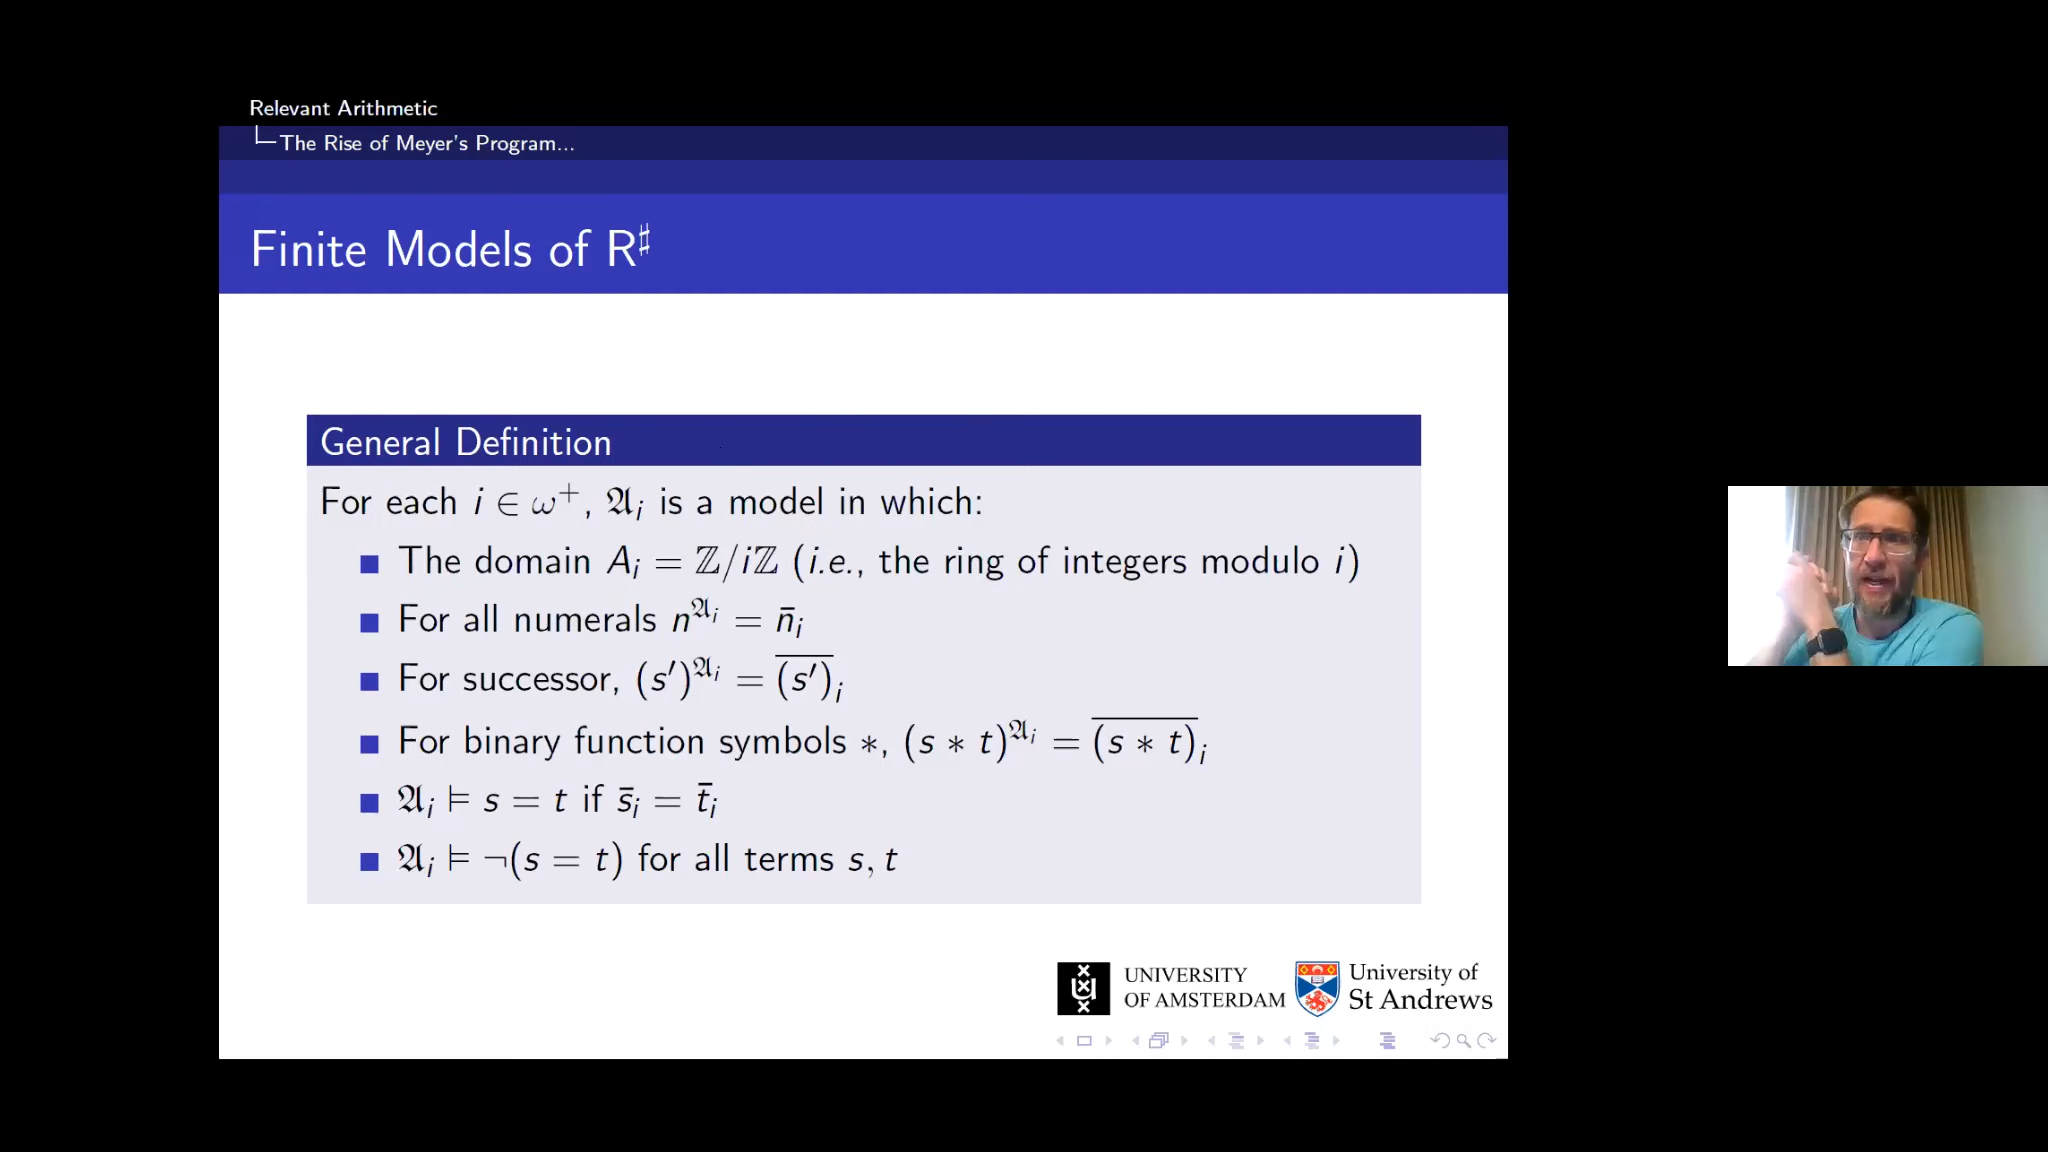 Relevant Arithmetic
The Rise of Meyer's Program...
Finite Models of R♯
General Definition
For each i ∈ ω⁺, 𝔄ᵢ is a model in which:
The domain Aᵢ = ℤ/iℤ (i.e., the ring of integers modulo i)
For all numerals n^𝔄ᵢ = n̄ᵢ
For successor, (s′)^𝔄ᵢ = \overline{(s′)}ᵢ
For binary function symbols ∗, (s ∗ t)^𝔄ᵢ = \overline{(s ∗ t)}ᵢ
𝔄ᵢ ⊨ s = t if s̄ᵢ = t̄ᵢ
𝔄ᵢ ⊨ ¬(s = t) for all terms s, t
UNIVERSITY
OF AMSTERDAM
University of
St Andrews